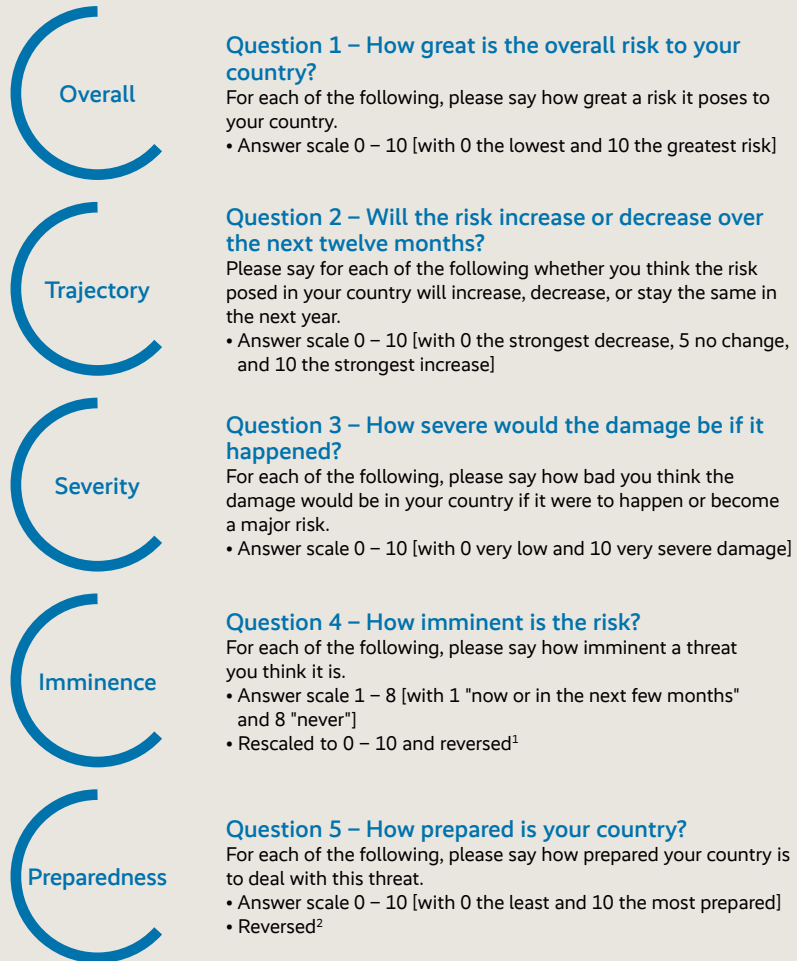 Overall
Question 1 – How great is the overall risk to your
country?
For each of the following, please say how great a risk it poses to
your country.
• Answer scale 0 – 10 [with 0 the lowest and 10 the greatest risk]
Trajectory
Question 2 – Will the risk increase or decrease over
the next twelve months?
Please say for each of the following whether you think the risk
posed in your country will increase, decrease, or stay the same in
the next year.
• Answer scale 0 – 10 [with 0 the strongest decrease, 5 no change,
and 10 the strongest increase]
Severity
Question 3 – How severe would the damage be if it
happened?
For each of the following, please say how bad you think the
damage would be in your country if it were to happen or become
a major risk.
• Answer scale 0 – 10 [with 0 very low and 10 very severe damage]
Imminence
Question 4 – How imminent is the risk?
For each of the following, please say how imminent a threat
you think it is.
• Answer scale 1 – 8 [with 1 "now or in the next few months"
and 8 "never"]
• Rescaled to 0 – 10 and reversed¹
Preparedness
Question 5 – How prepared is your country?
For each of the following, please say how prepared your country is
to deal with this threat.
• Answer scale 0 – 10 [with 0 the least and 10 the most prepared]
• Reversed²